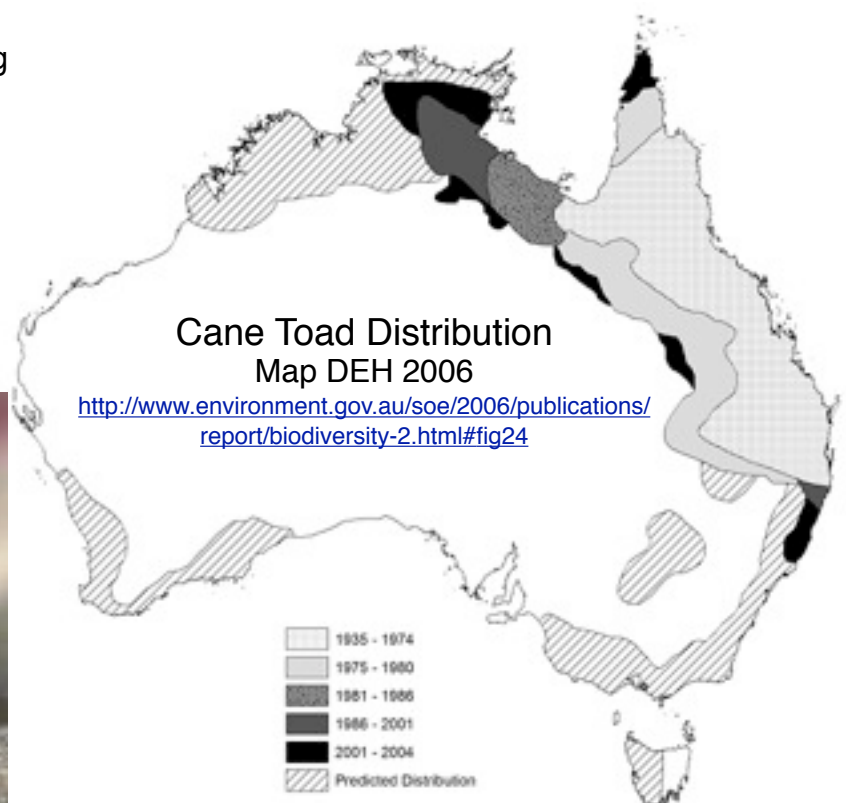 g
Cane Toad Distribution
Map DEH 2006
http://www.environment.gov.au/soe/2006/publications/
report/biodiversity-2.html#fig24
1935 - 1974
1975 - 1980
1981 - 1986
1986 - 2001
2001 - 2004
Predicted Distribution